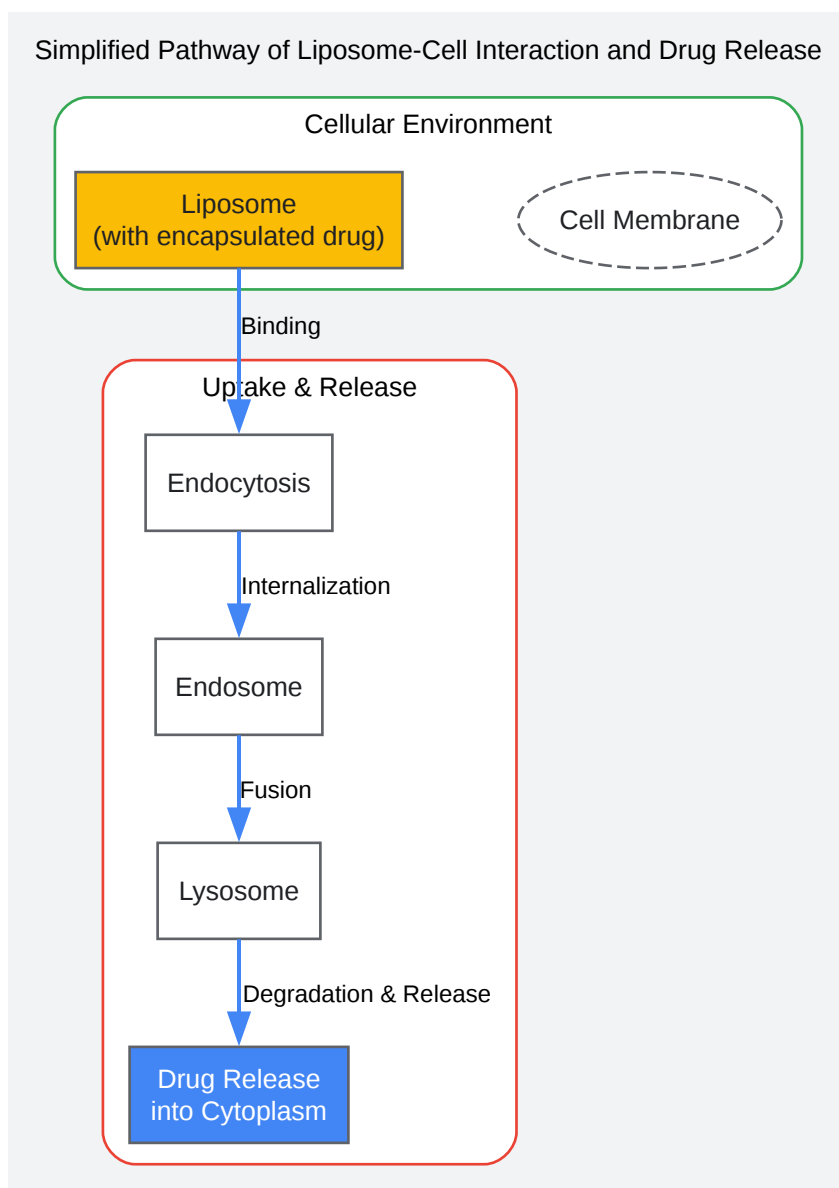 Simplified Pathway of Liposome-Cell Interaction and Drug Release
Cellular Environment
Liposome
(with encapsulated drug)
Cell Membrane
Binding
Uptake & Release
Endocytosis
Internalization
Endosome
Fusion
Lysosome
Degradation & Release
Drug Release
into Cytoplasm